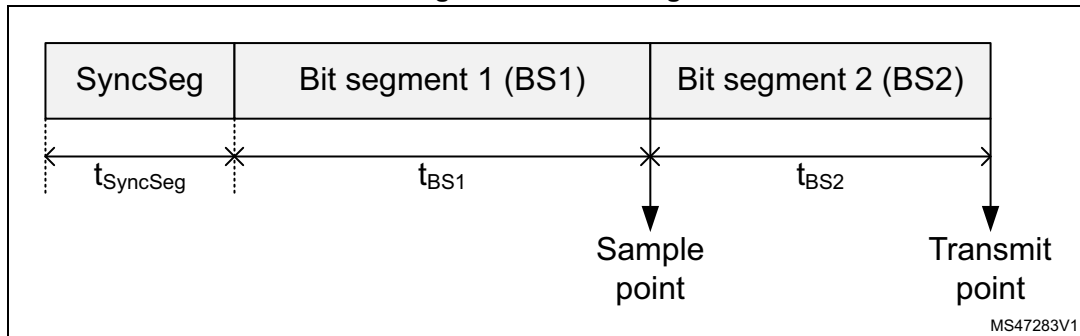 SyncSeg Bit segment 1 (BS1) Bit segment 2 (BS2)
tSyncSeg tBS1 tBS2
Sample point
Transmit point
MS47283V1